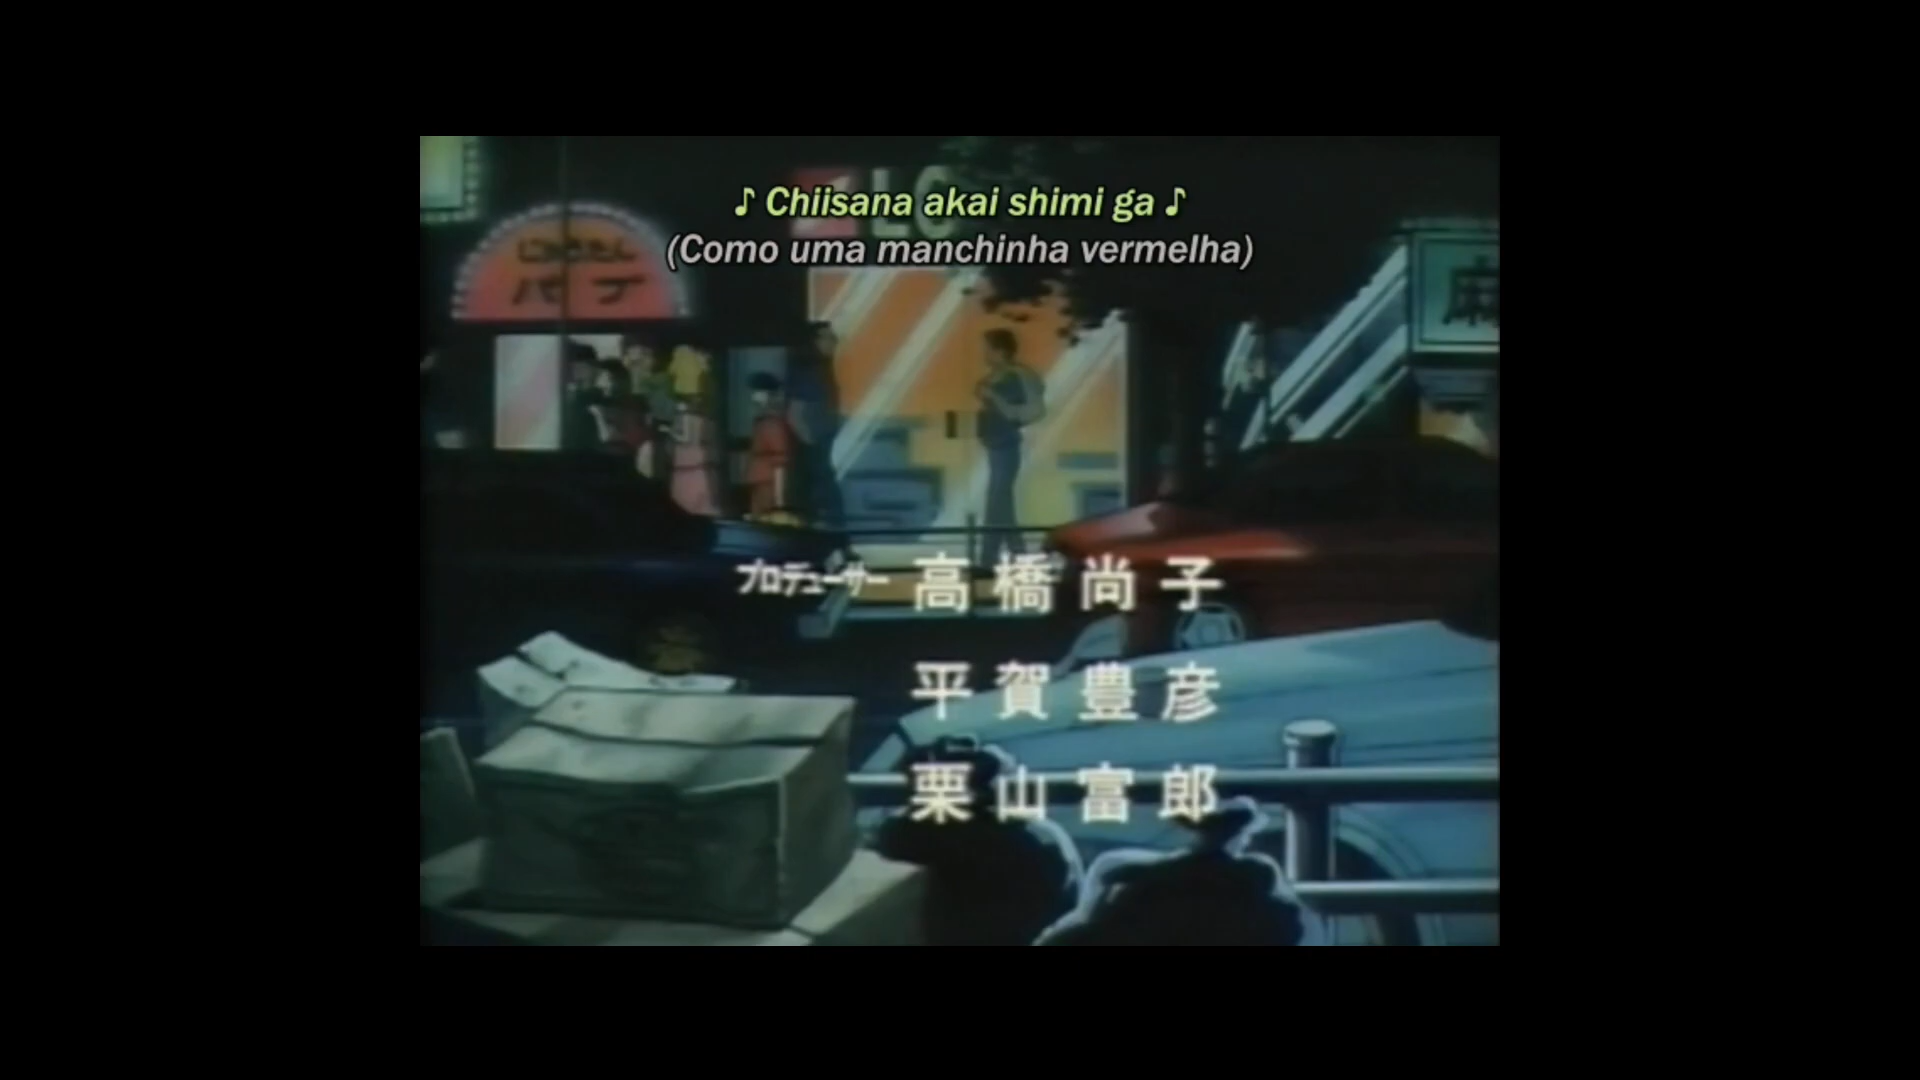 ♪ Chiisana akai shimi ga ♪
(Como uma manchinha vermelha)
プロデューサー 高橋尚子
平賀豊彦
栗山富郎